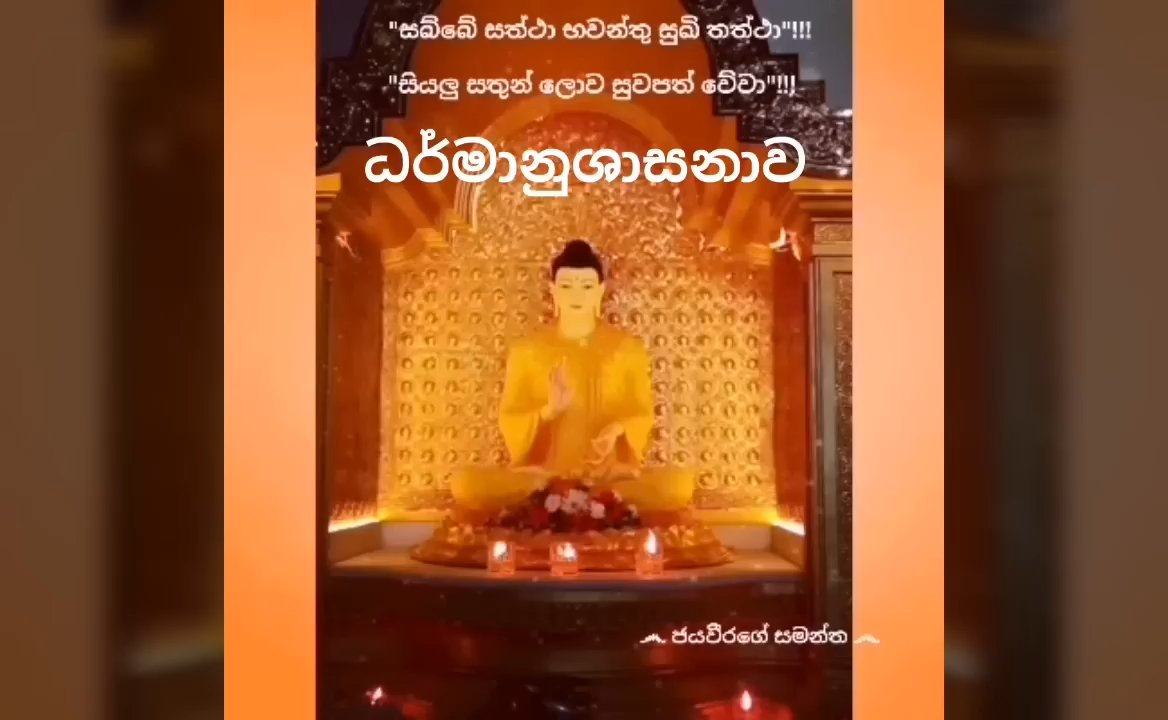 "සබ්බේ සත්ථා භවන්තු සුඛි තත්ථා"!!!
"සියලු සතුන් ලොව සුවපත් වේවා"!!!
ධර්මානුශාසනාව
ජයවීරගේ සමන්ත